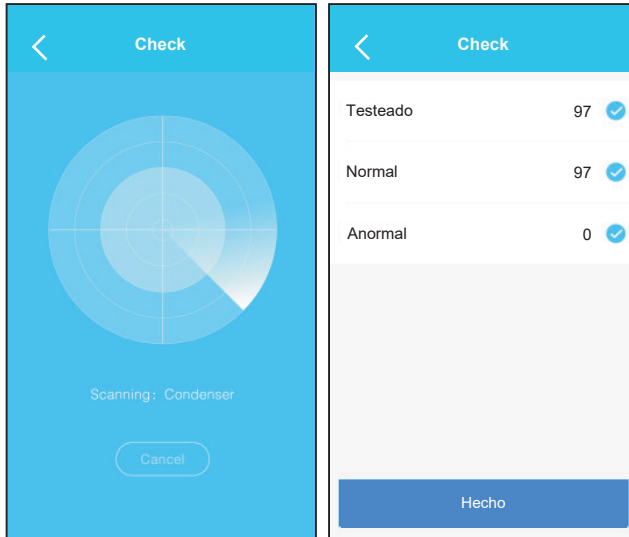 Check
Scanning: Condenser
Cancel
Check
Testeado 97
Normal 97
Anormal 0
Hecho